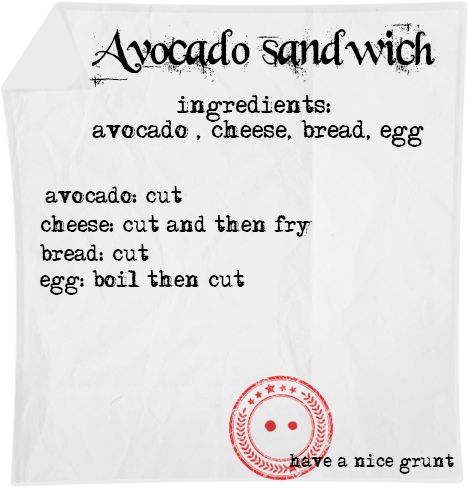 Avocado sandwich
ingredients:
avocado , cheese, bread, egg
avocado: cut
cheese: cut and then fry
bread: cut
egg: boil then cut
have a nice grunt